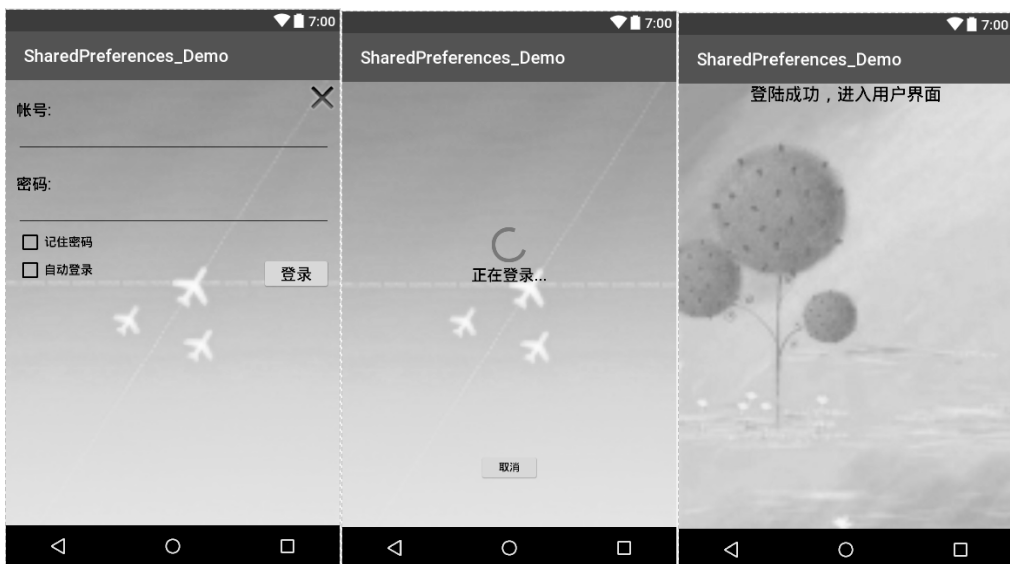 7:00
SharedPreferences_Demo
帐号:
密码:
记住密码
自动登录
登录
7:00
SharedPreferences_Demo
正在登录...
取消
7:00
SharedPreferences_Demo
登陆成功，进入用户界面